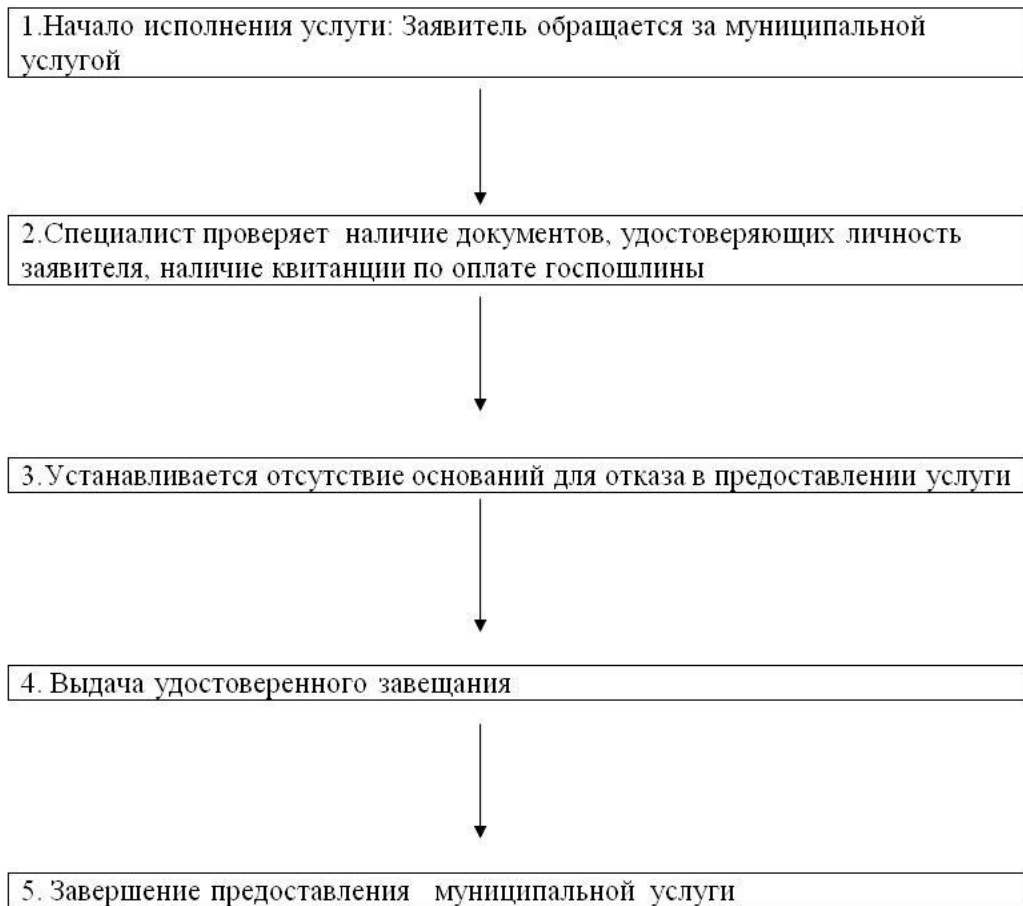 1.Начало исполнения услуги: Заявитель обращается за муниципальной
услугой
2.Специалист проверяет наличие документов, удостоверяющих личность
заявителя, наличие квитанции по оплате госпошлины
3.Устанавливается отсутствие оснований для отказа в предоставлении услуги
4. Выдача удостоверенного завещания
5. Завершение предоставления муниципальной услуги